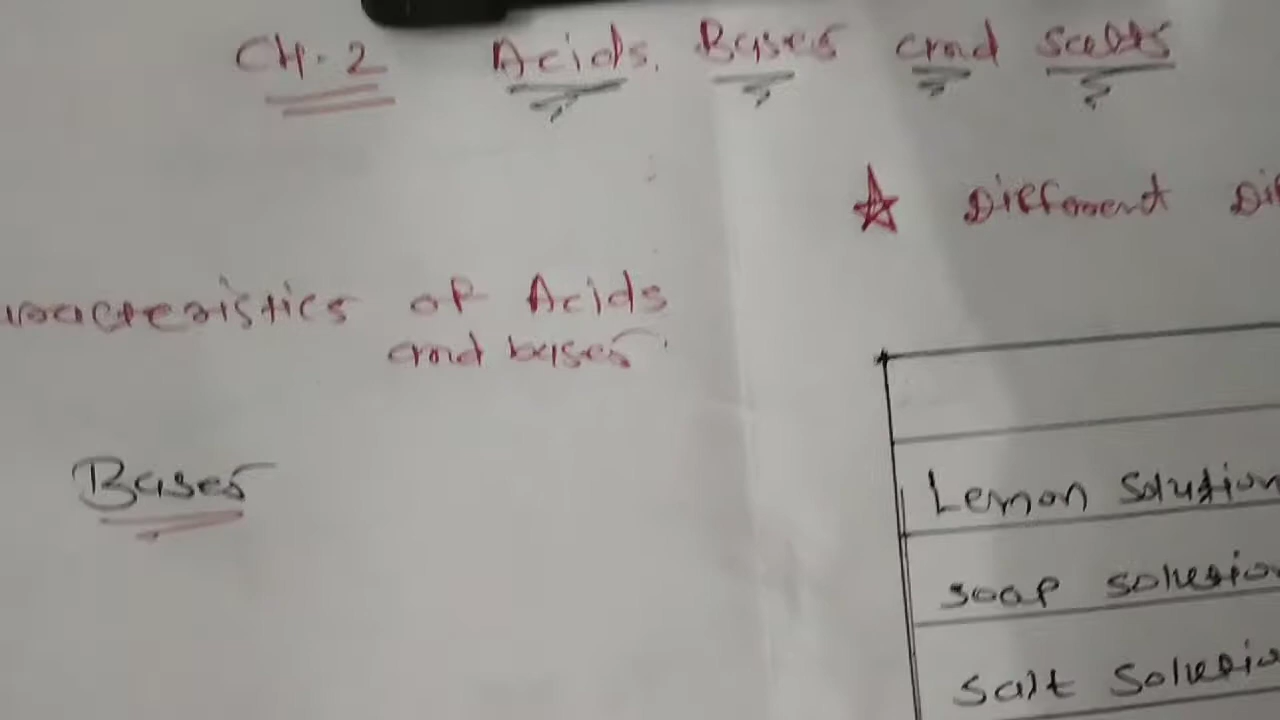 CH.2 Acids, Bases and Salts
☆ Different
of Acids
and bases
Bases
Lemon solution
soap solution
salt solution